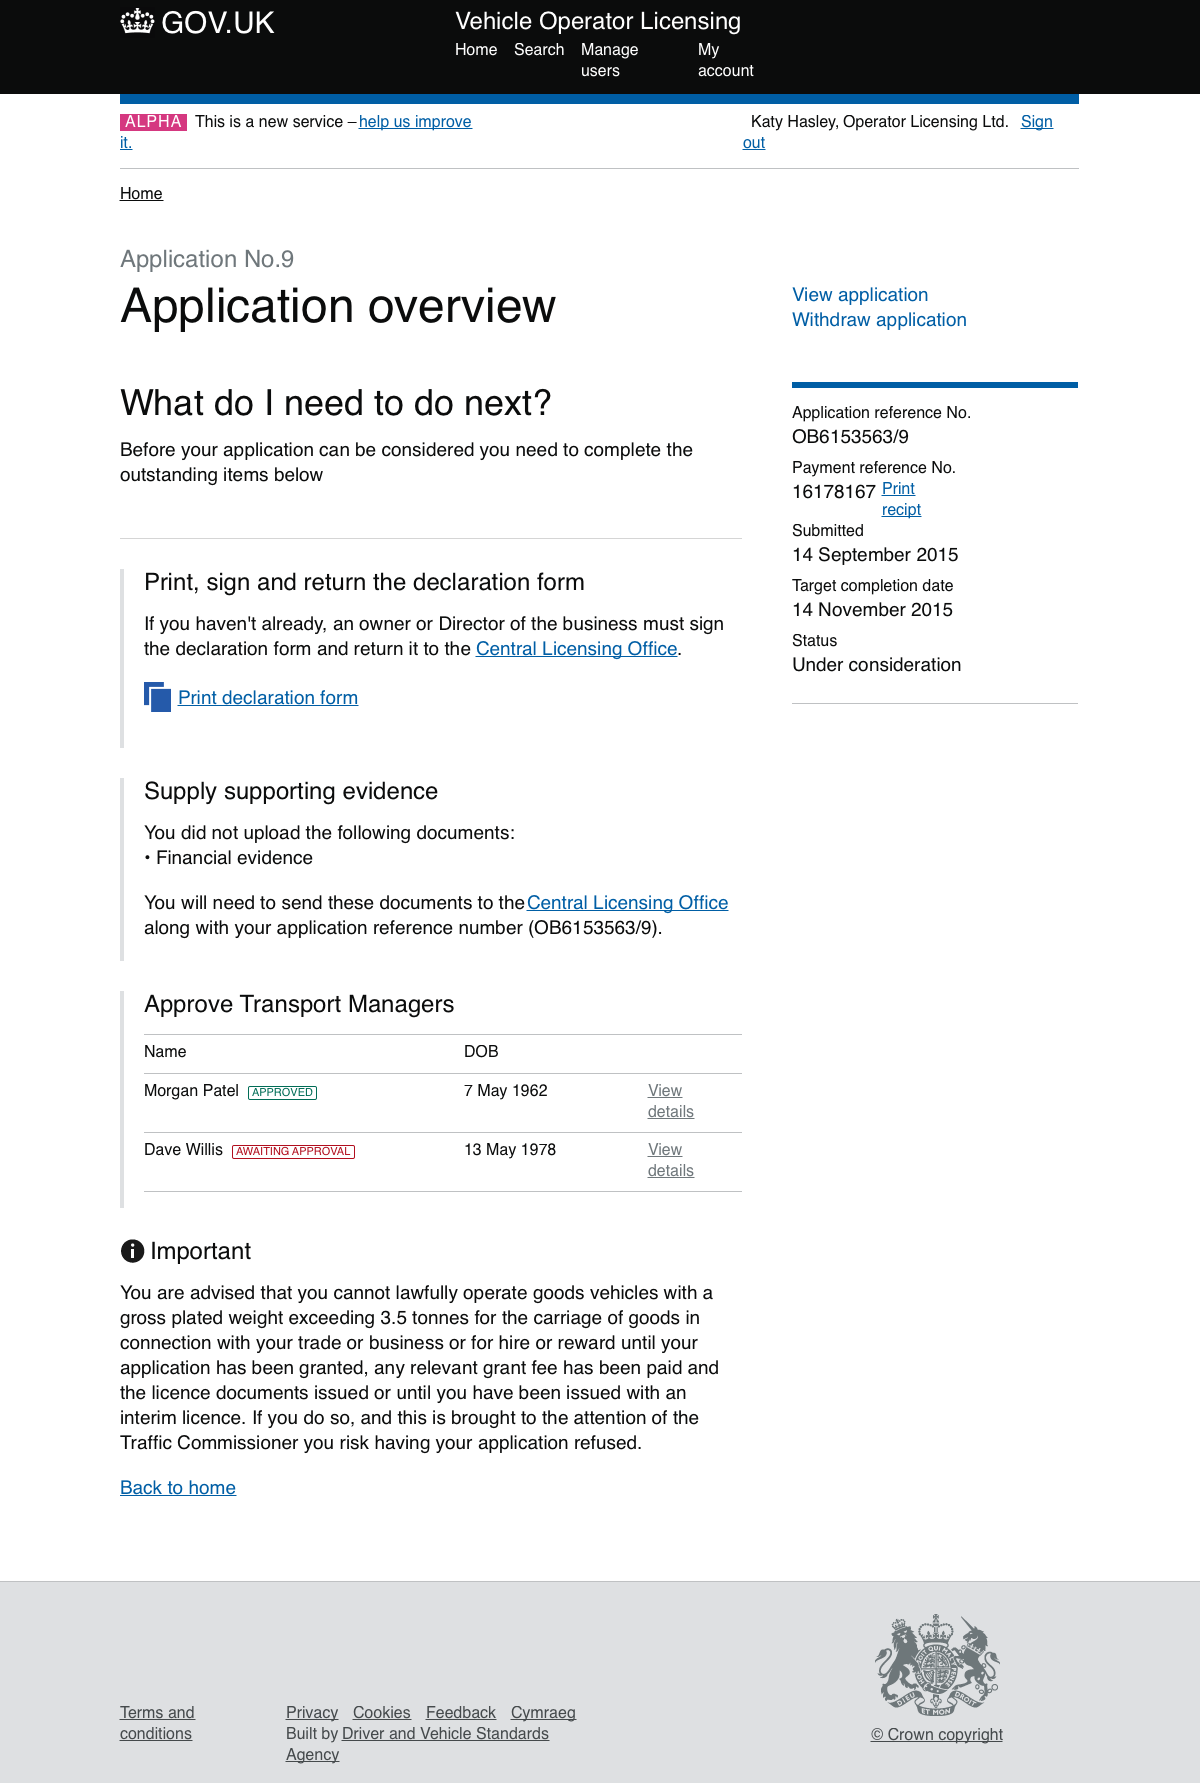 GOV.UK
Vehicle Operator Licensing
Home Search Manage users My account
ALPHA This is a new service – help us improve it.
Katy Hasley, Operator Licensing Ltd. Sign out
Home
Application No.9
Application overview
View application
Withdraw application
What do I need to do next?
Before your application can be considered you need to complete the
outstanding items below
Application reference No.
OB6153563/9
Payment reference No.
16178167 Print recipt
Submitted
14 September 2015
Target completion date
14 November 2015
Status
Under consideration
Print, sign and return the declaration form
If you haven't already, an owner or Director of the business must sign
the declaration form and return it to the Central Licensing Office.
Print declaration form
Supply supporting evidence
You did not upload the following documents:
• Financial evidence
You will need to send these documents to the Central Licensing Office
along with your application reference number (OB6153563/9).
Approve Transport Managers
Name DOB
Morgan Patel APPROVED 7 May 1962 View details
Dave Willis AWAITING APPROVAL 13 May 1978 View details
Important
You are advised that you cannot lawfully operate goods vehicles with a
gross plated weight exceeding 3.5 tonnes for the carriage of goods in
connection with your trade or business or for hire or reward until your
application has been granted, any relevant grant fee has been paid and
the licence documents issued or until you have been issued with an
interim licence. If you do so, and this is brought to the attention of the
Traffic Commissioner you risk having your application refused.
Back to home
Terms and conditions
Privacy Cookies Feedback Cymraeg
Built by Driver and Vehicle Standards
Agency
DIEU ET MON DROIT
© Crown copyright